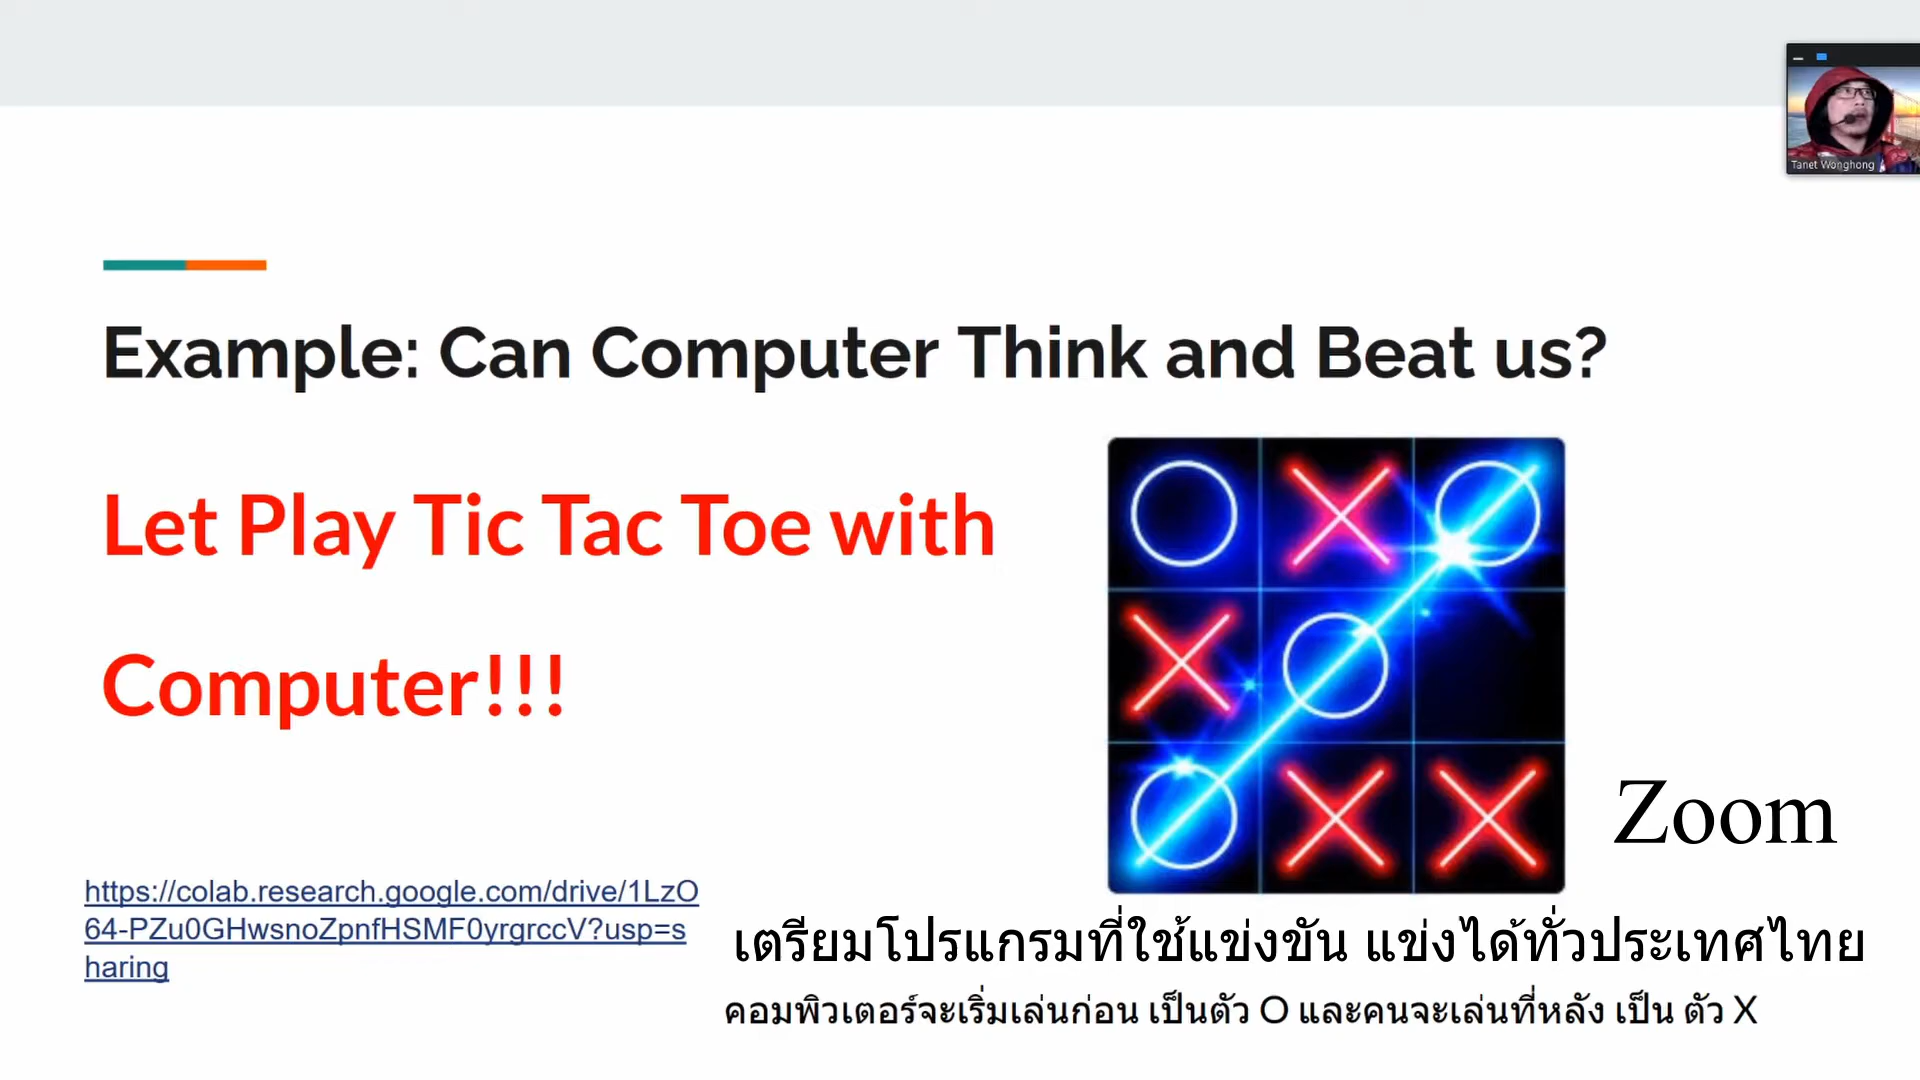 Tanet Wonghong
Example: Can Computer Think and Beat us?
Let Play Tic Tac Toe with
Computer!!!
Zoom
https://colab.research.google.com/drive/1LzO
64-PZu0GHwsnoZpnfHSMF0yrgrccV?usp=s
haring
เตรียมโปรแกรมที่ใช้แข่งขัน แข่งได้ทั่วประเทศไทย
คอมพิวเตอร์จะเริ่มเล่นก่อน เป็นตัว O และคนจะเล่นที่หลัง เป็น ตัว X